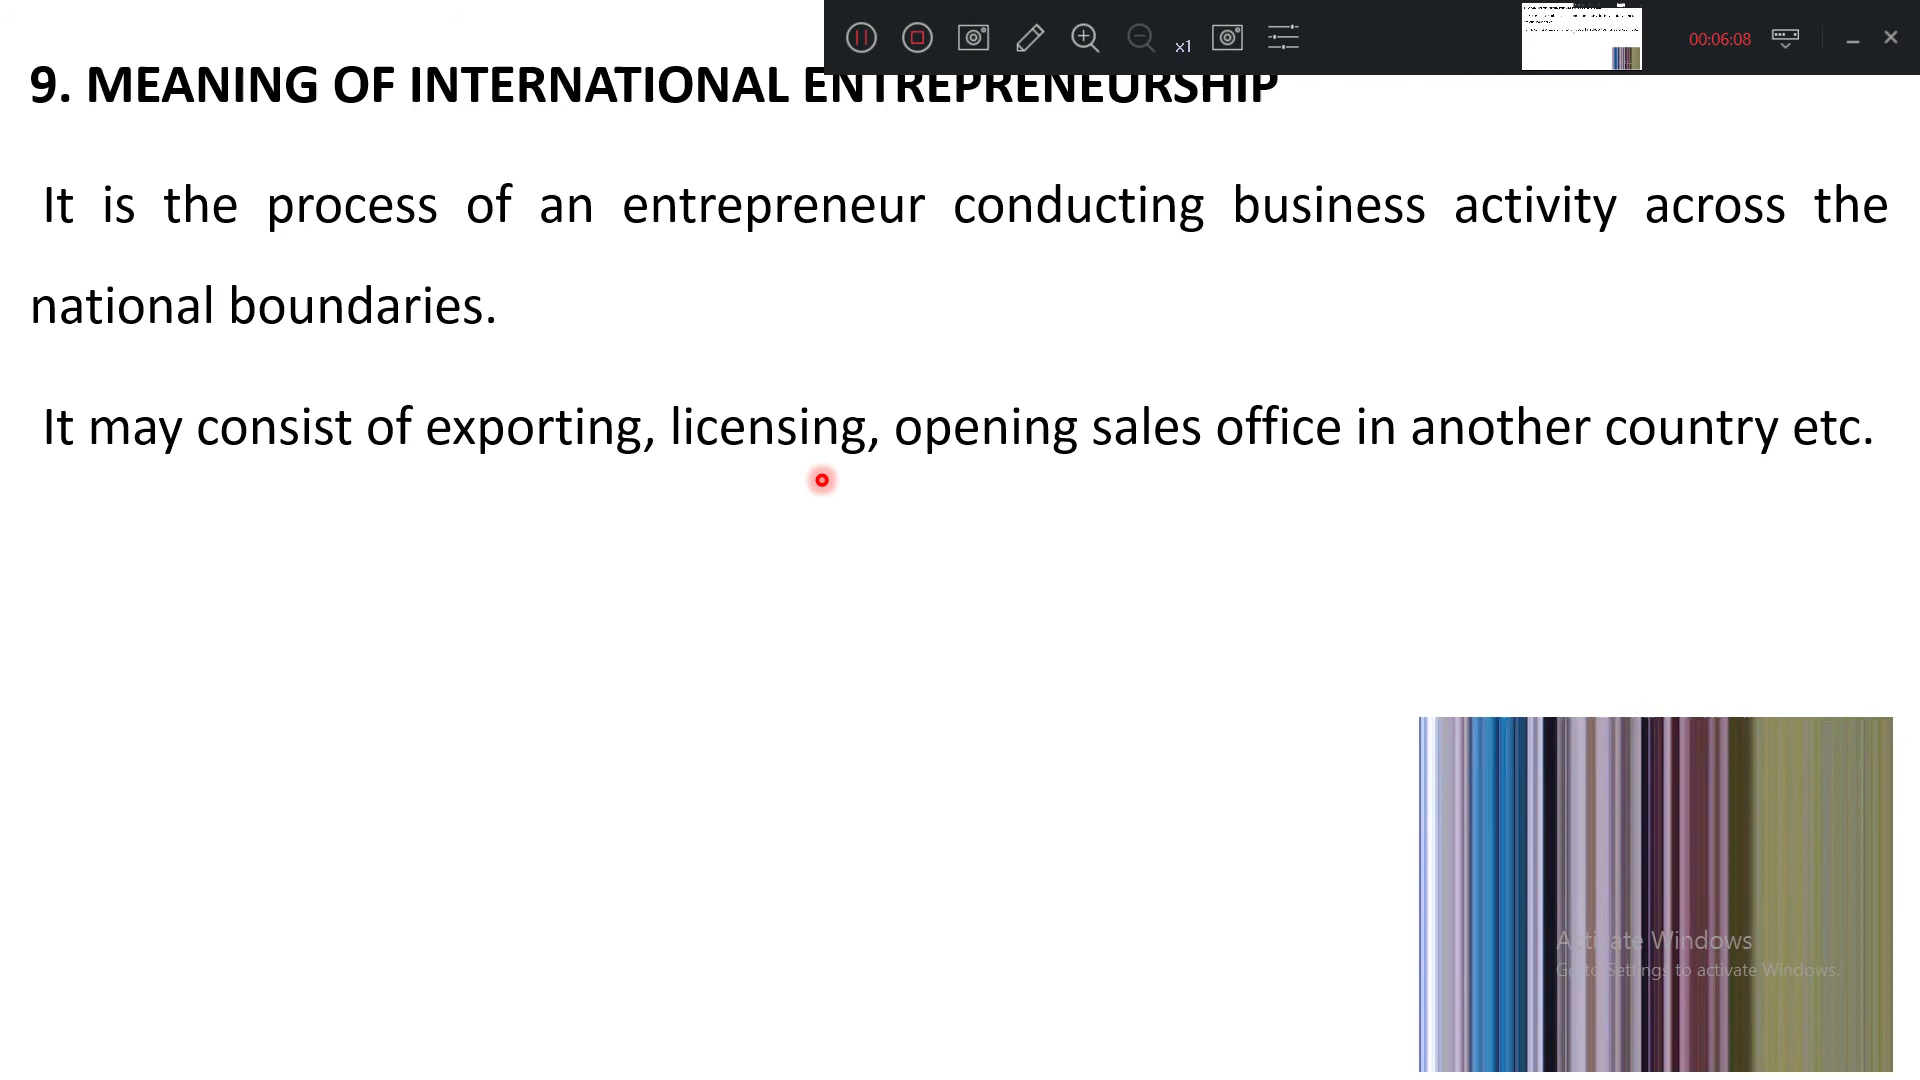 x1
00:06:08
9. MEANING OF INTERNATIONAL ENTREPRENEURSHIP
It is the process of an entrepreneur conducting business activity across the
national boundaries.
It may consist of exporting, licensing, opening sales office in another country etc.
Activate Windows
Go to Settings to activate Windows.